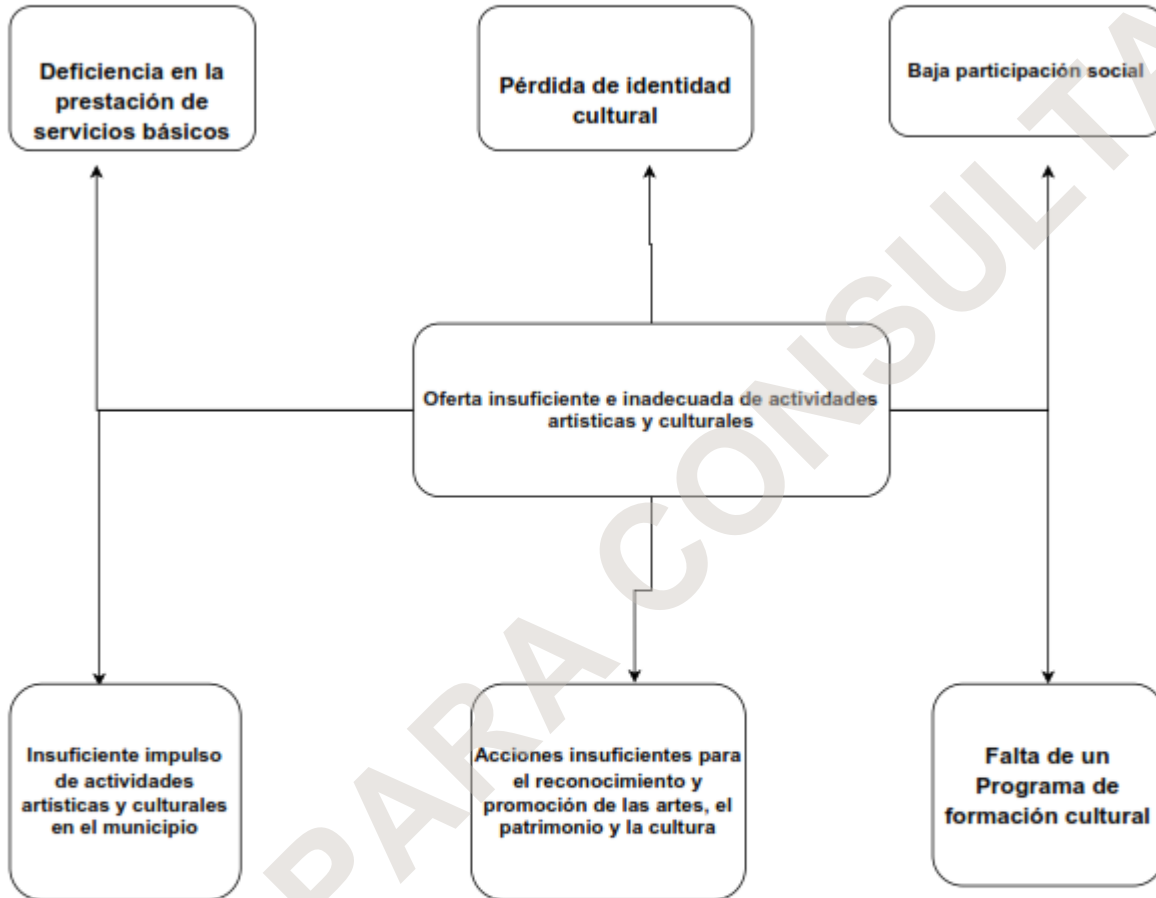 Deficiencia en la
prestación de
servicios básicos
Pérdida de identidad
cultural
Baja participación social
Oferta insuficiente e inadecuada de actividades
artísticas y culturales
Insuficiente impulso
de actividades
artísticas y culturales
en el municipio
Acciones insuficientes para
el reconocimiento y
promoción de las artes, el
patrimonio y la cultura
Falta de un
Programa de
formación cultural
PARA CONSULTA